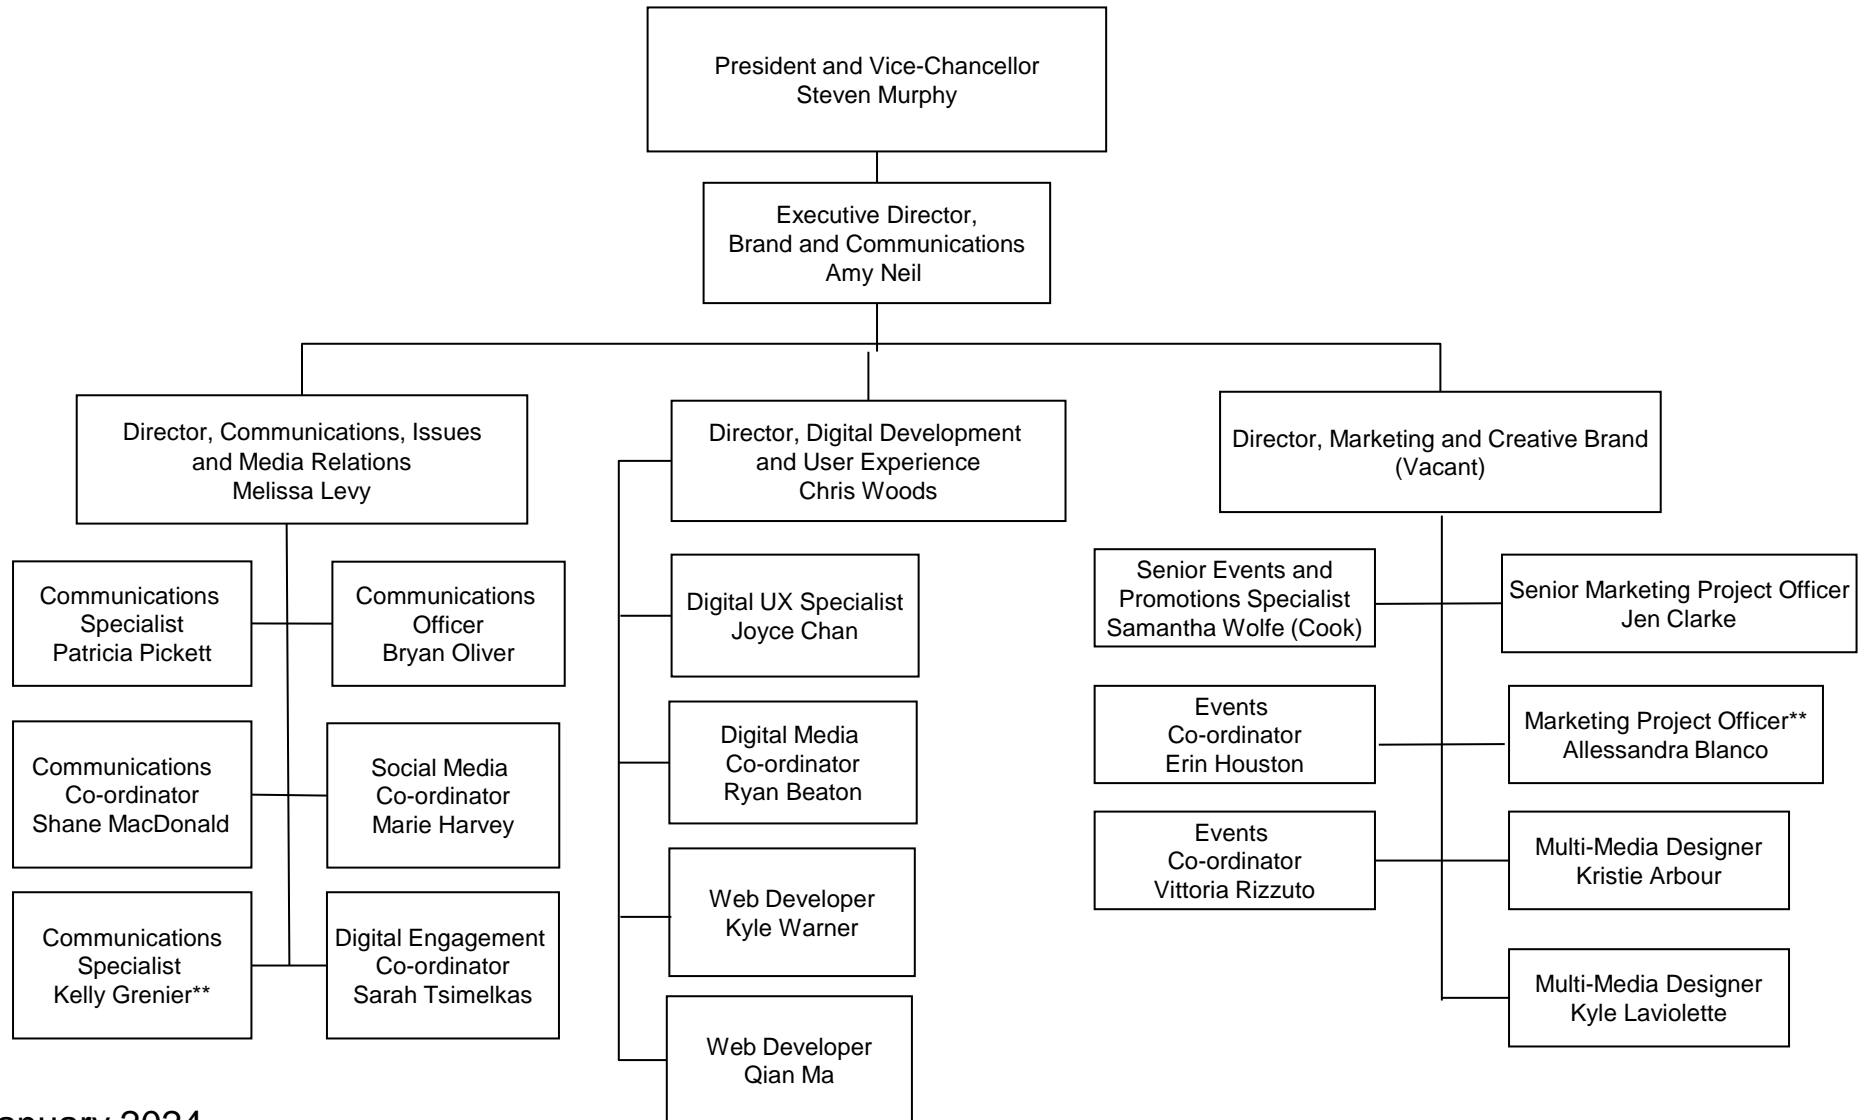 President and Vice-Chancellor
Steven Murphy
Executive Director,
Brand and Communications
Amy Neil
Director, Communications, Issues
and Media Relations
Melissa Levy
Director, Digital Development
and User Experience
Chris Woods
Director, Marketing and Creative Brand
(Vacant)
Communications
Specialist
Patricia Pickett
Communications
Officer
Bryan Oliver
Communications
Co-ordinator
Shane MacDonald
Social Media
Co-ordinator
Marie Harvey
Communications
Specialist
Kelly Grenier**
Digital Engagement
Co-ordinator
Sarah Tsimelkas
Digital UX Specialist
Joyce Chan
Digital Media
Co-ordinator
Ryan Beaton
Web Developer
Kyle Warner
Web Developer
Qian Ma
Senior Events and
Promotions Specialist
Samantha Wolfe (Cook)
Senior Marketing Project Officer
Jen Clarke
Events
Co-ordinator
Erin Houston
Marketing Project Officer**
Allessandra Blanco
Events
Co-ordinator
Vittoria Rizzuto
Multi-Media Designer
Kristie Arbour
Multi-Media Designer
Kyle Laviolette
2024